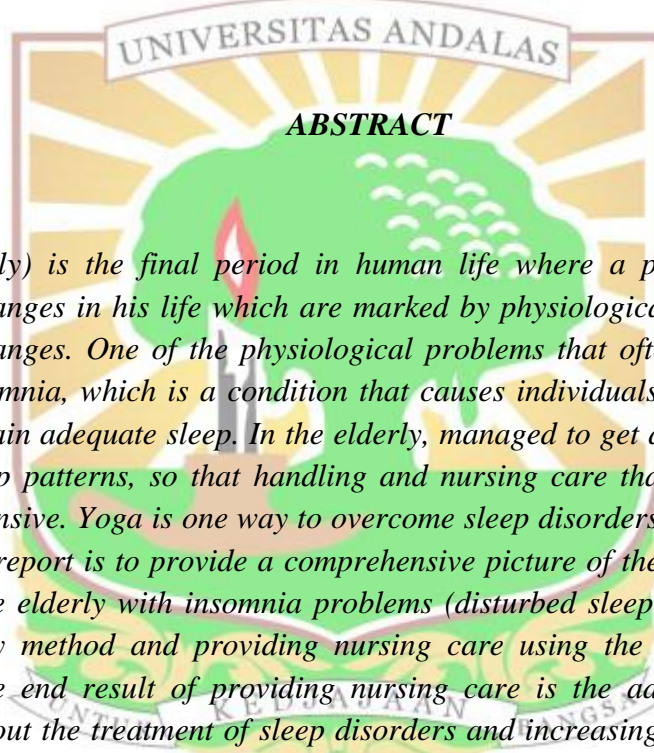 UNIVERSITAS ANDALAS
ABSTRACT
ly) is the final period in human life where a p
anges in his life which are marked by physiologica
anges. One of the physiological problems that oft
mnia, which is a condition that causes individuals
ain adequate sleep. In the elderly, managed to get a
p patterns, so that handling and nursing care tha
nsive. Yoga is one way to overcome sleep disorders
report is to provide a comprehensive picture of the
e elderly with insomnia problems (disturbed sleep
y method and providing nursing care using the
e end result of providing nursing care is the ad
KEDJAJAAN
out the treatment of sleep disorders and increasing